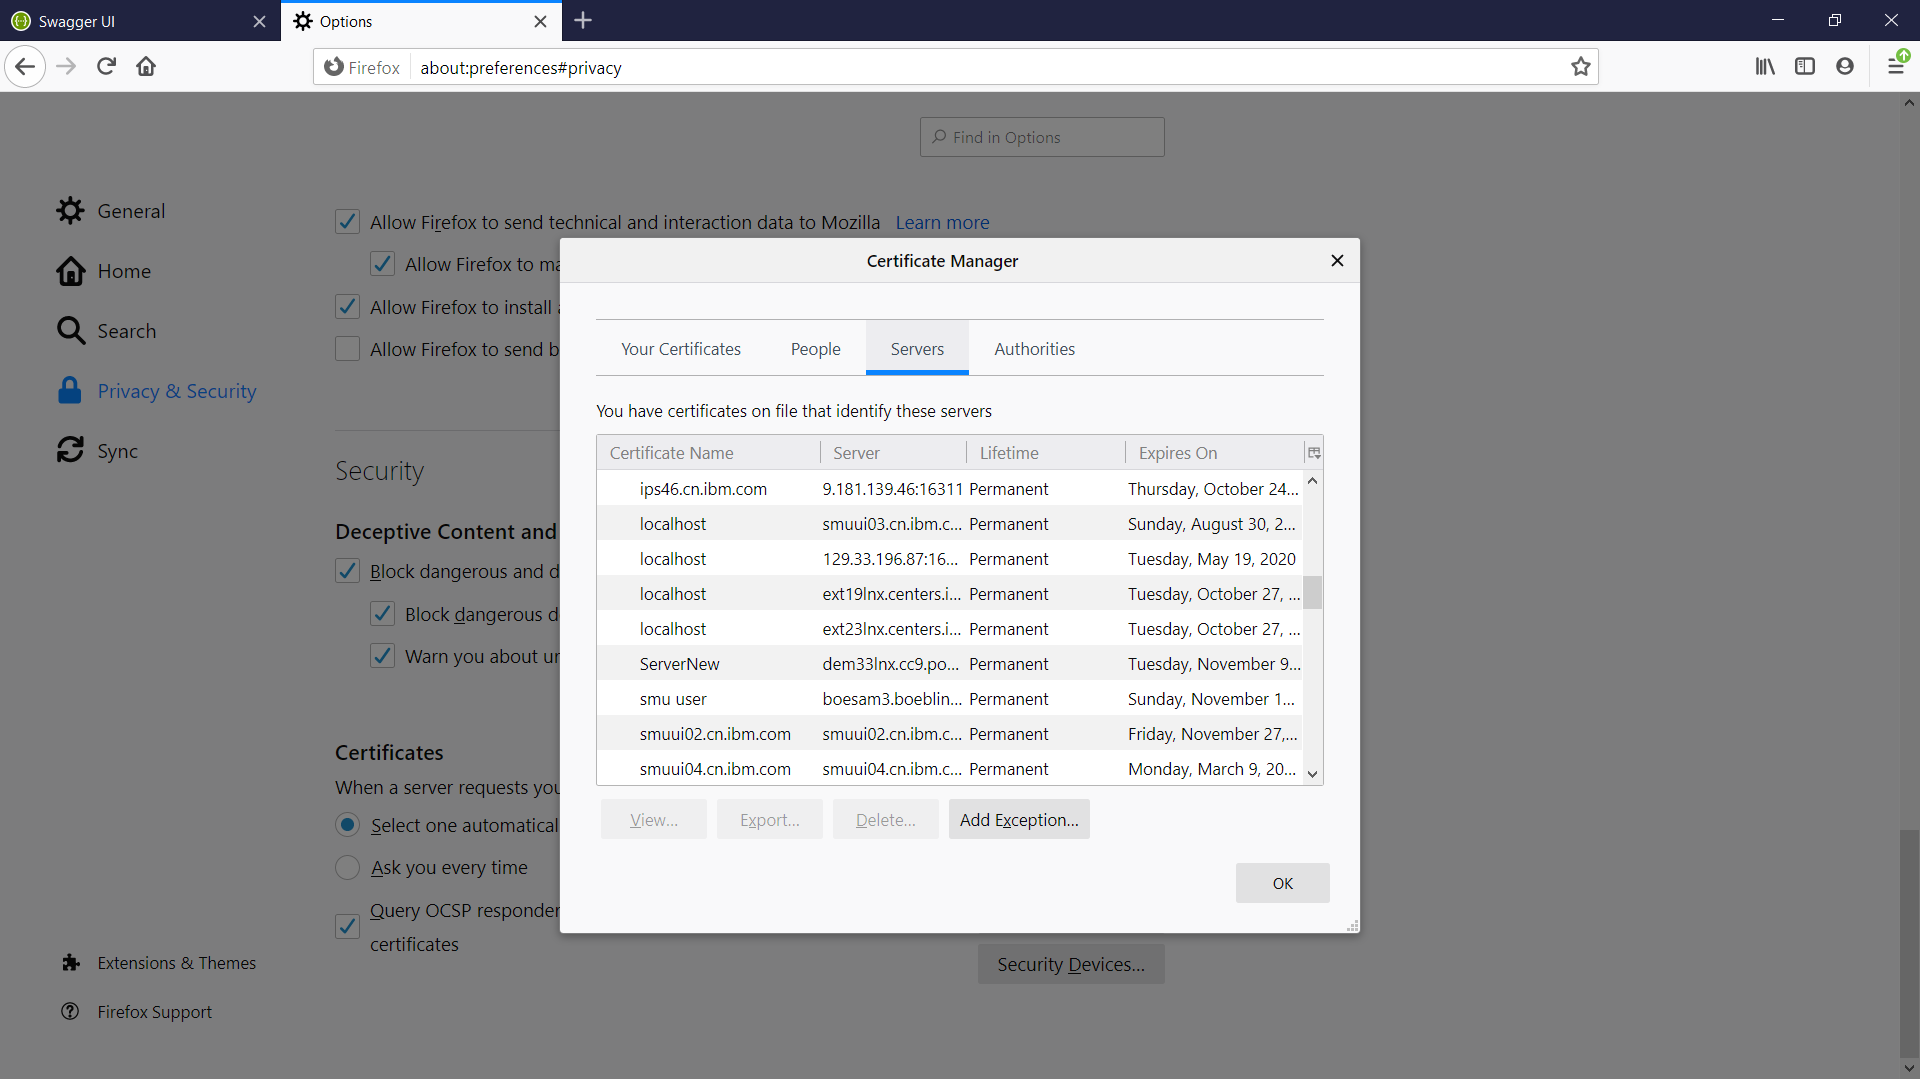 Swagger UI
Options
Firefox
about:preferences#privacy
Find in Options
General
Home
Search
Privacy & Security
Sync
Extensions & Themes
Firefox Support
Allow Firefox to send technical and interaction data to Mozilla Learn more
Allow Firefox to ma
Allow Firefox to install a
Allow Firefox to send b
Security
Deceptive Content and
Block dangerous and d
Block dangerous d
Warn you about un
Certificates
When a server requests you
Select one automatical
Ask you every time
Query OCSP responder
certificates
Security Devices...
Certificate Manager
Your Certificates People Servers Authorities
You have certificates on file that identify these servers
Certificate Name Server Lifetime Expires On
ips46.cn.ibm.com 9.181.139.46:16311 Permanent Thursday, October 24...
localhost smuui03.cn.ibm.c... Permanent Sunday, August 30, 2...
localhost 129.33.196.87:16... Permanent Tuesday, May 19, 2020
localhost ext19lnx.centers.i... Permanent Tuesday, October 27, ...
localhost ext23lnx.centers.i... Permanent Tuesday, October 27, ...
ServerNew dem33lnx.cc9.po... Permanent Tuesday, November 9...
smu user boesam3.boeblin... Permanent Sunday, November 1...
smuui02.cn.ibm.com smuui02.cn.ibm.c... Permanent Friday, November 27,...
smuui04.cn.ibm.com smuui04.cn.ibm.c... Permanent Monday, March 9, 20...
View... Export... Delete... Add Exception...
OK